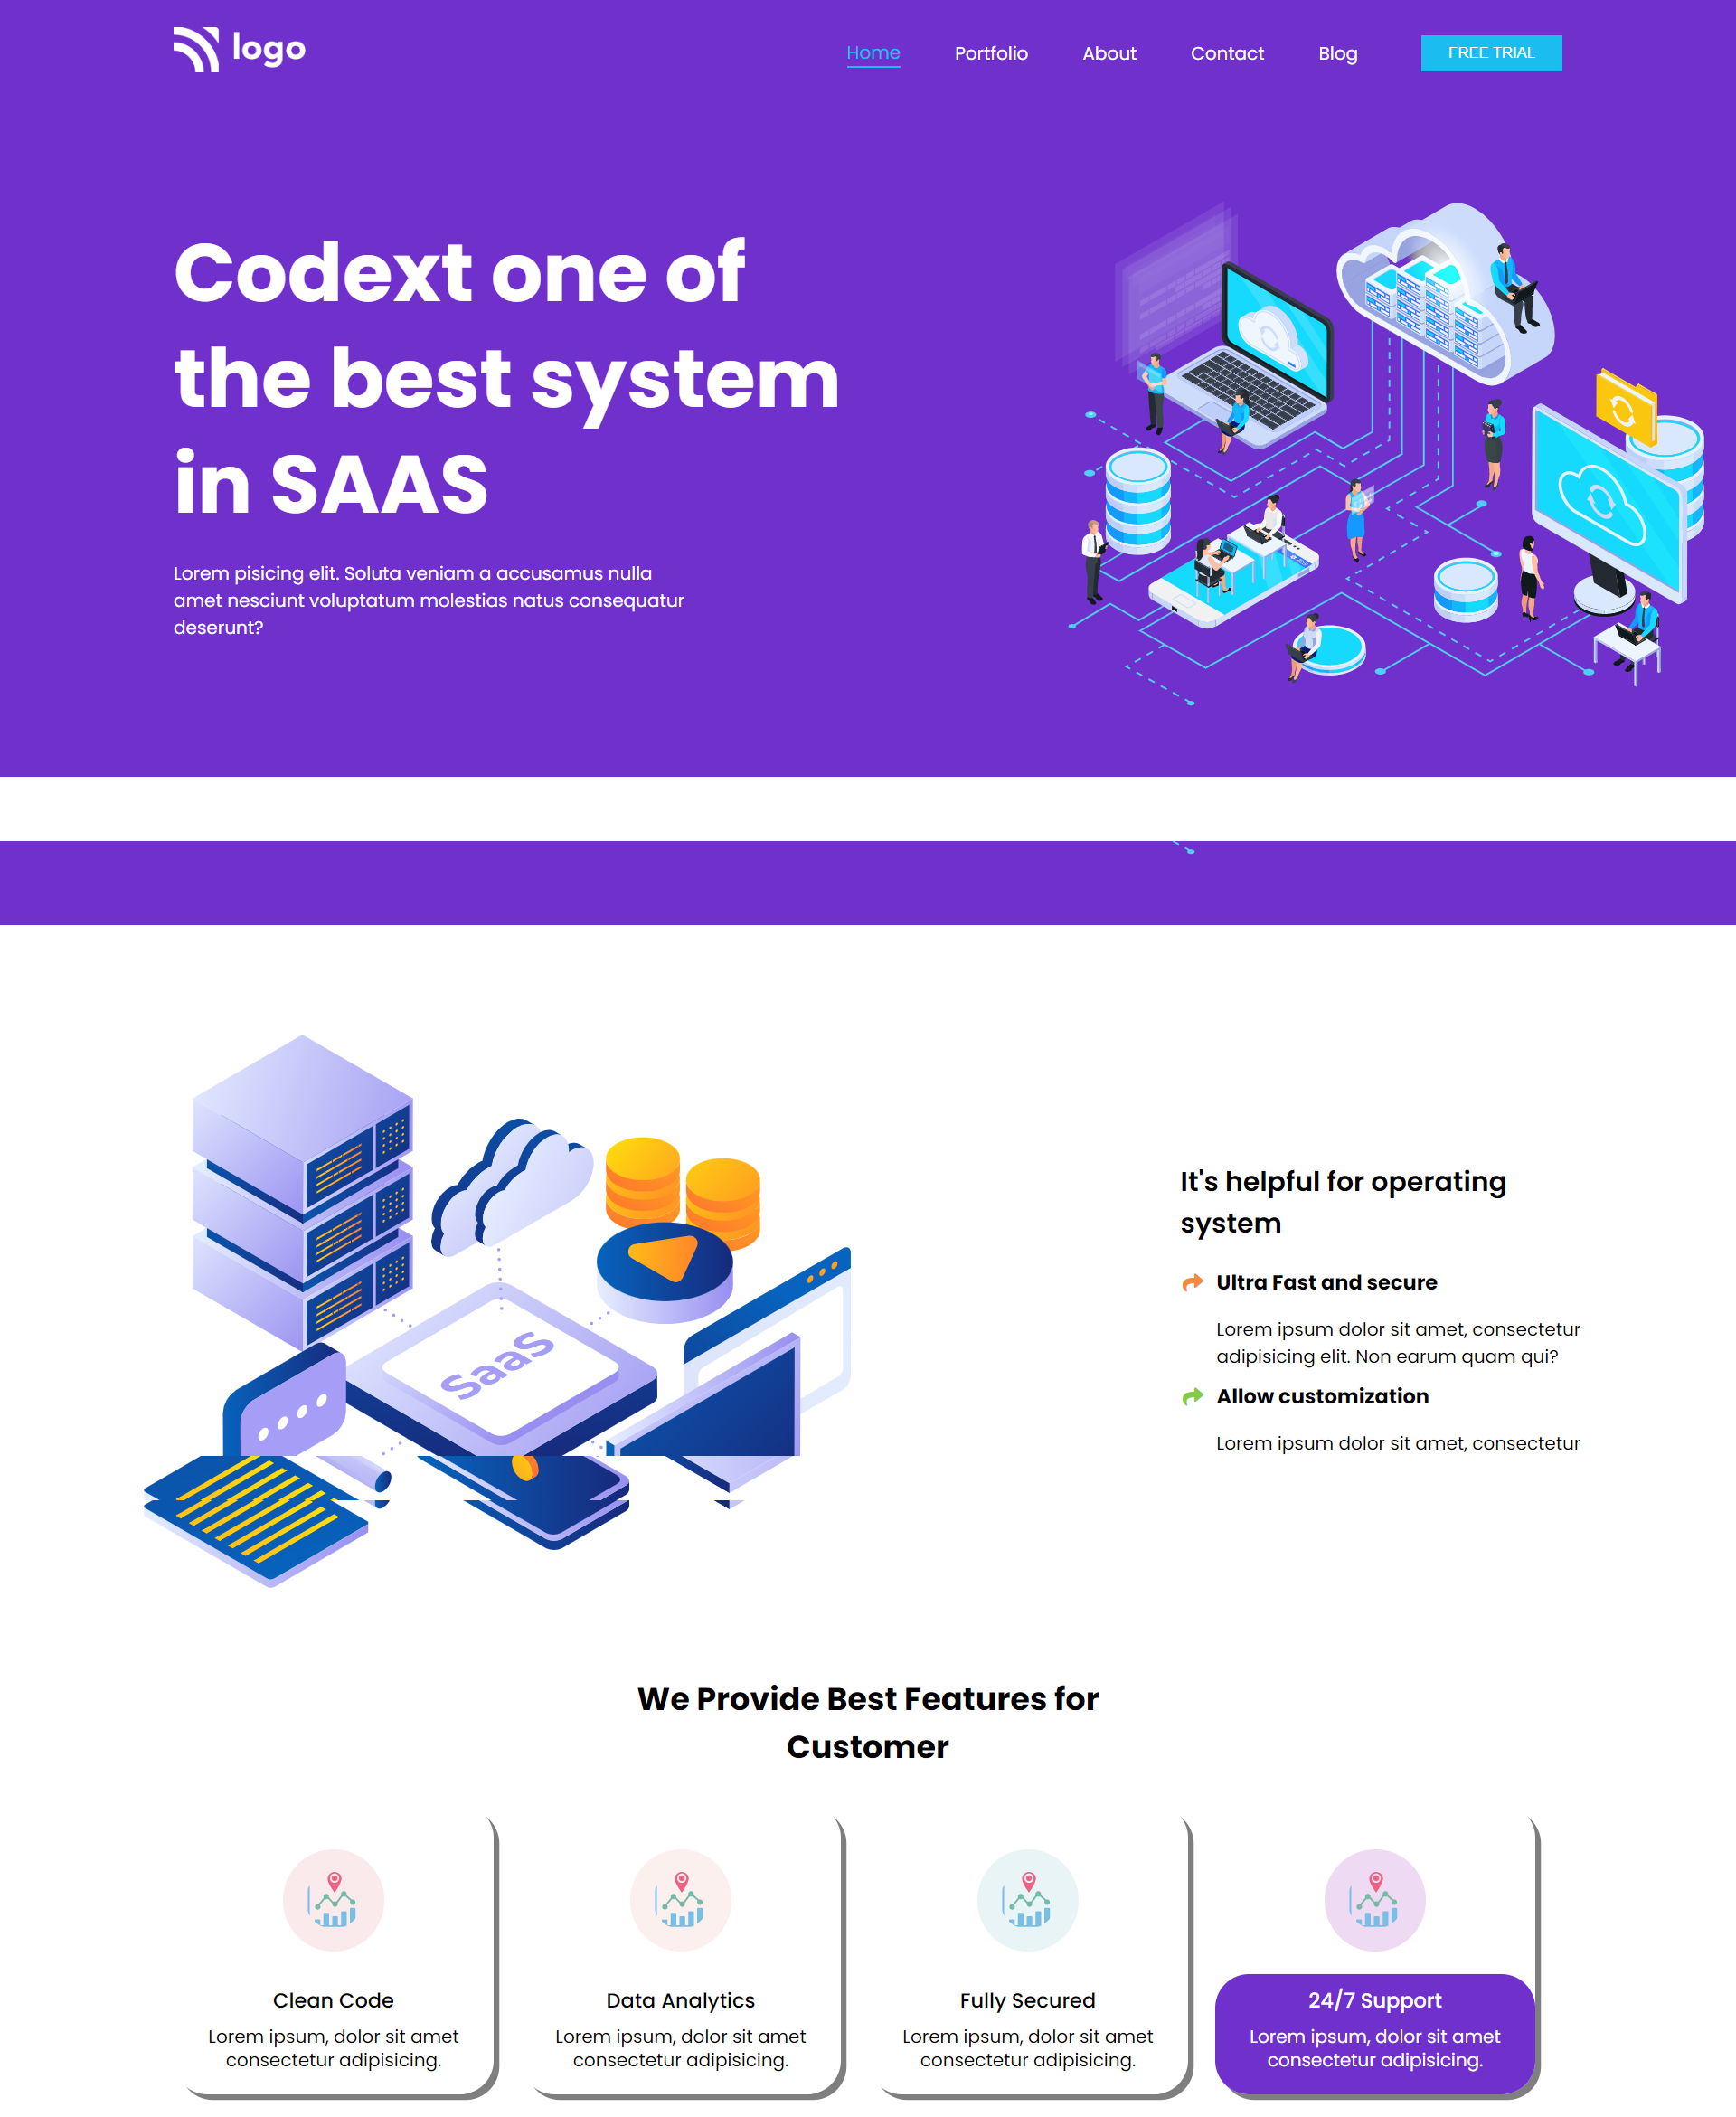 logo
Home Portfolio About Contact Blog FREE TRIAL
Codext one of
the best system
in SAAS
Lorem pisicing elit. Soluta veniam a accusamus nulla
amet nesciunt voluptatum molestias natus consequatur
deserunt?
SaaS
It's helpful for operating
system
Ultra Fast and secure
Lorem ipsum dolor sit amet, consectetur
adipisicing elit. Non earum quam qui?
Allow customization
Lorem ipsum dolor sit amet, consectetur
We Provide Best Features for
Customer
Clean Code
Lorem ipsum, dolor sit amet
consectetur adipisicing.
Data Analytics
Lorem ipsum, dolor sit amet
consectetur adipisicing.
Fully Secured
Lorem ipsum, dolor sit amet
consectetur adipisicing.
24/7 Support
Lorem ipsum, dolor sit amet
consectetur adipisicing.